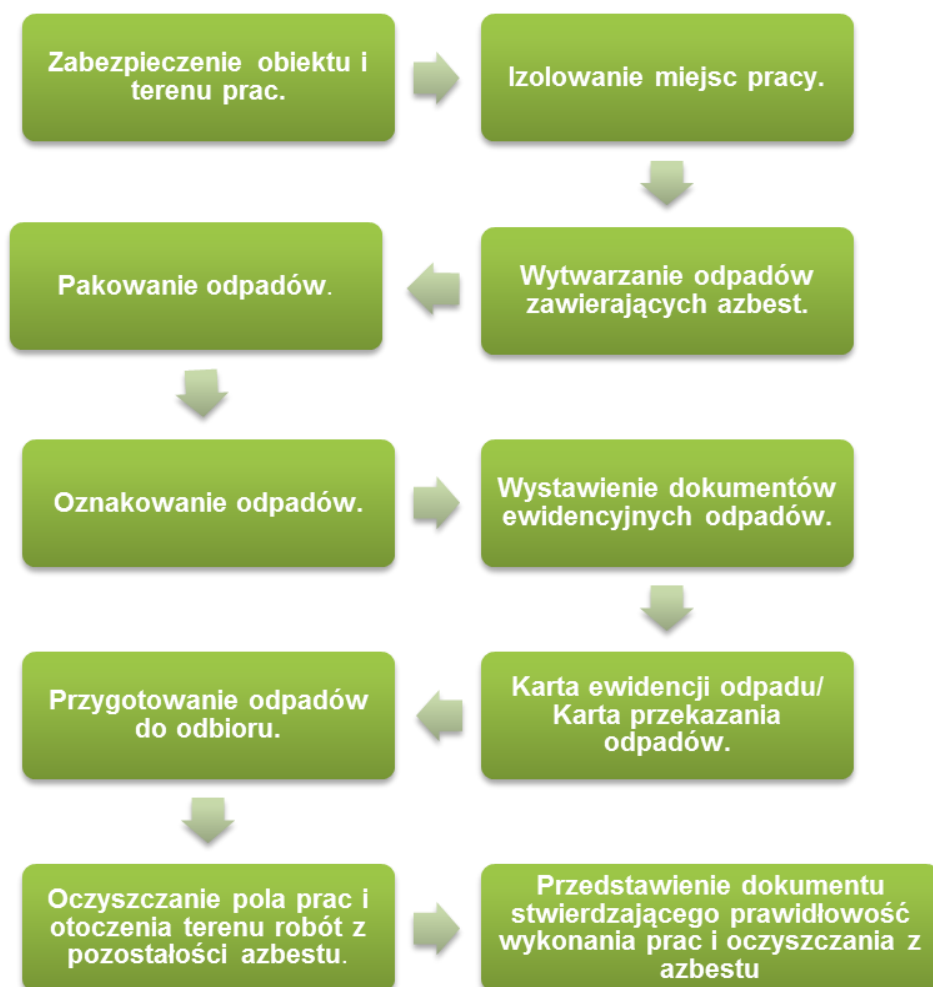 Zabezpieczenie obiektu i
terenu prac.
Izolowanie miejsc pracy.
Wytwarzanie odpadów
zawierających azbest.
Pakowanie odpadów.
Oznakowanie odpadów.
Wystawienie dokumentów
ewidencyjnych odpadów.
Karta ewidencji odpadu/
Karta przekazania
odpadów.
Przygotowanie odpadów
do odbioru.
Oczyszczanie pola prac i
otoczenia terenu robót z
pozostałości azbestu.
Przedstawienie dokumentu
stwierdzającego prawidłowość
wykonania prac i oczyszczania z
azbestu